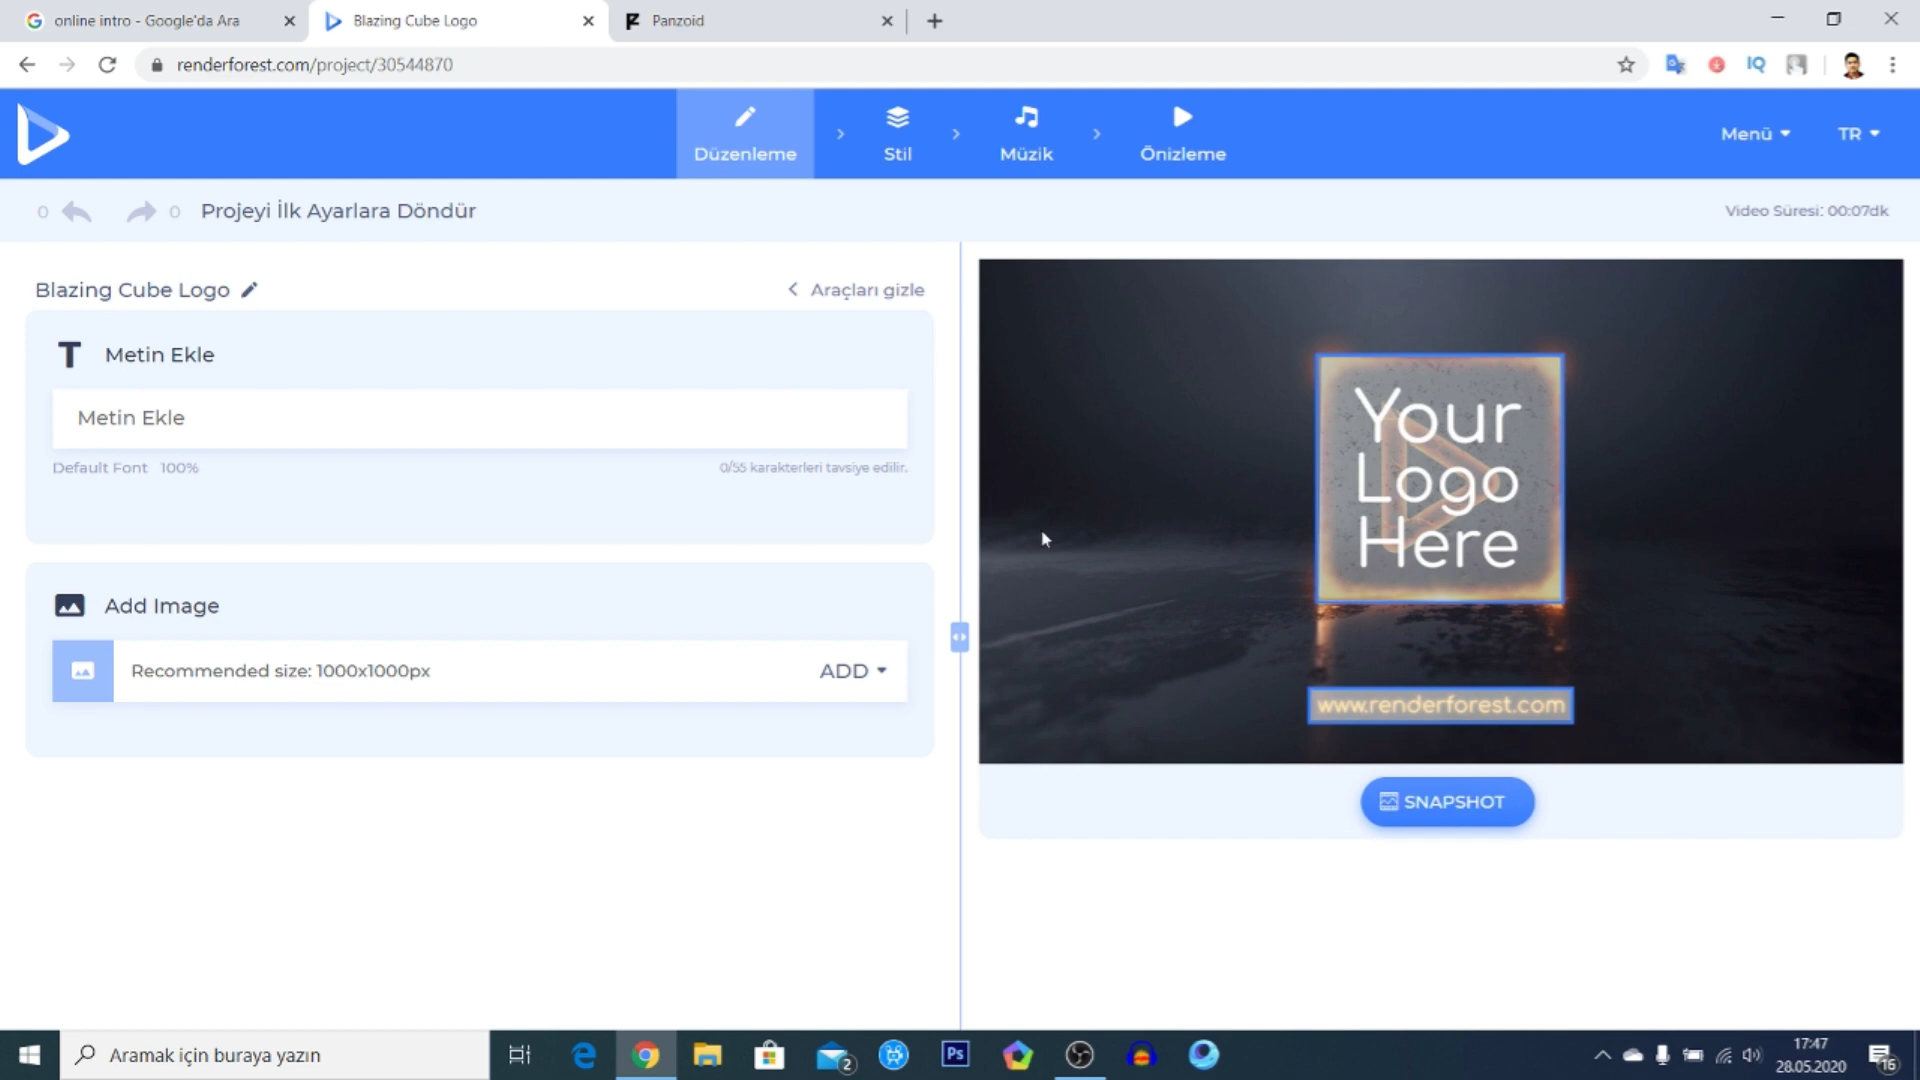 online intro - Google'da Ara
Blazing Cube Logo
Panzoid
renderforest.com/project/30544870
IQ
Düzenleme
Stil
Müzik
Önizleme
Menü
TR
0
0
Projeyi İlk Ayarlara Döndür
Video Süresi: 00:07dk
Blazing Cube Logo
Araçları gizle
T
Metin Ekle
Metin Ekle
Default Font 100%
0/55 karakterleri tavsiye edilir.
Add Image
Recommended size: 1000x1000px
ADD
Your
Logo
Here
www.renderforest.com
SNAPSHOT
Aramak için buraya yazın
2
Ps
17:47
28.05.2020
16